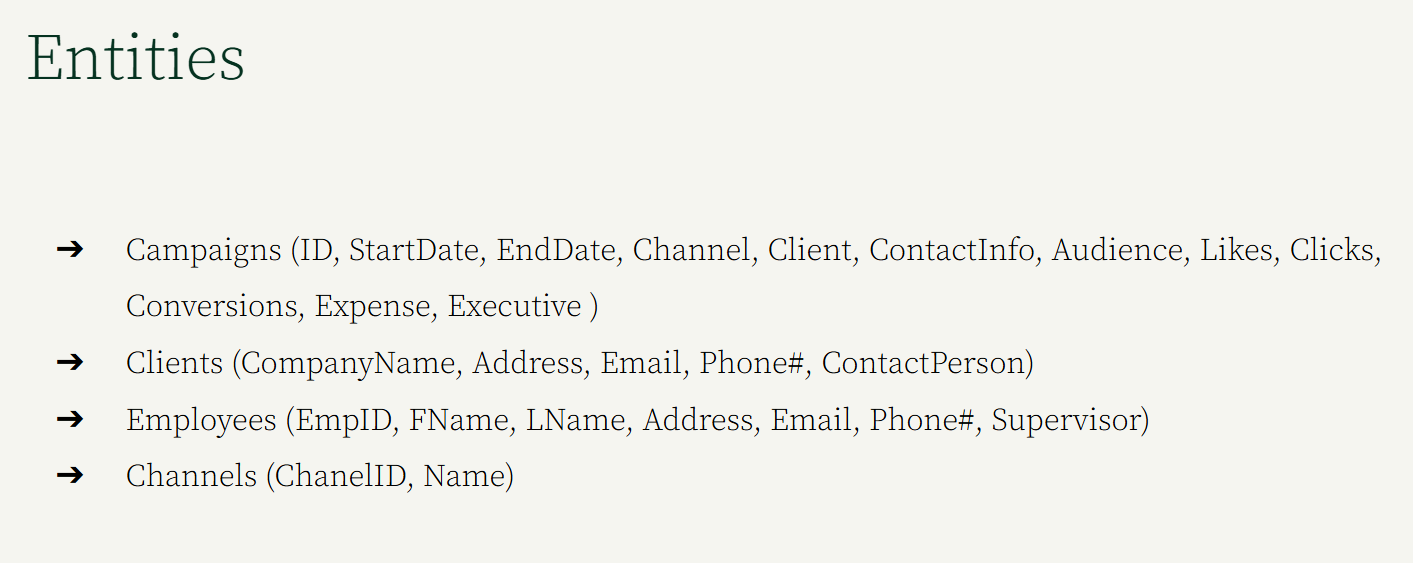 Entities
➔ Campaigns (ID, StartDate, EndDate, Channel, Client, ContactInfo, Audience, Likes, Clicks,
Conversions, Expense, Executive )
➔ Clients (CompanyName, Address, Email, Phone#, ContactPerson)
➔ Employees (EmpID, FName, LName, Address, Email, Phone#, Supervisor)
➔ Channels (ChanelID, Name)